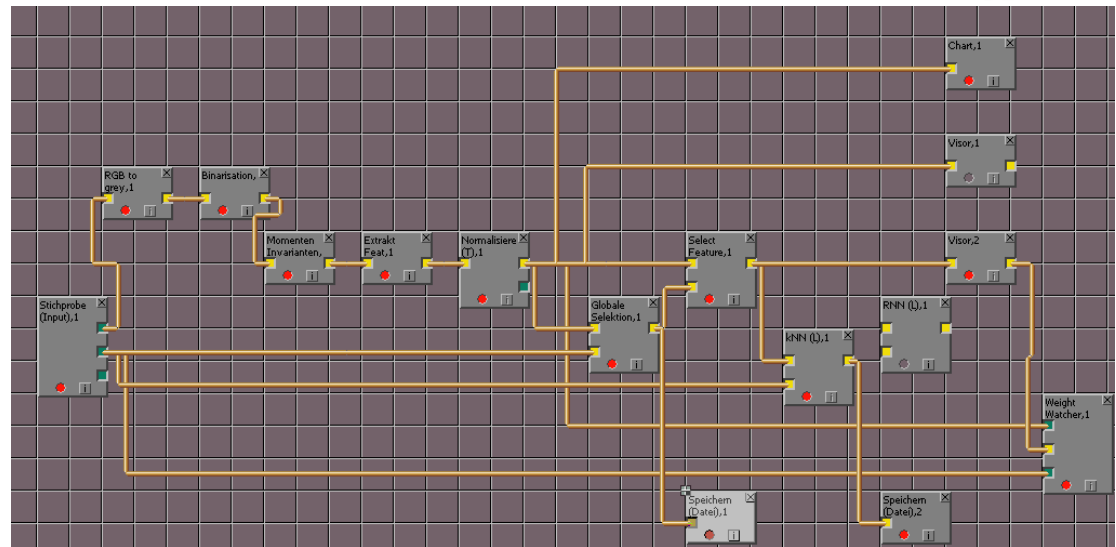 Chart,1
Visor,1
RGB to
grey,1
Binarisation,
Momenten
Invarianten,
Extrakt
Feat,1
Normalisiere
(T),1
Select
Feature,1
Visor,2
Stichprobe
(Input),1
Globale
Selektion,1
RNN (L),1
kNN (L),1
Weight
Watcher,1
Speichern
(Datei),1
Speichern
(Datei),2